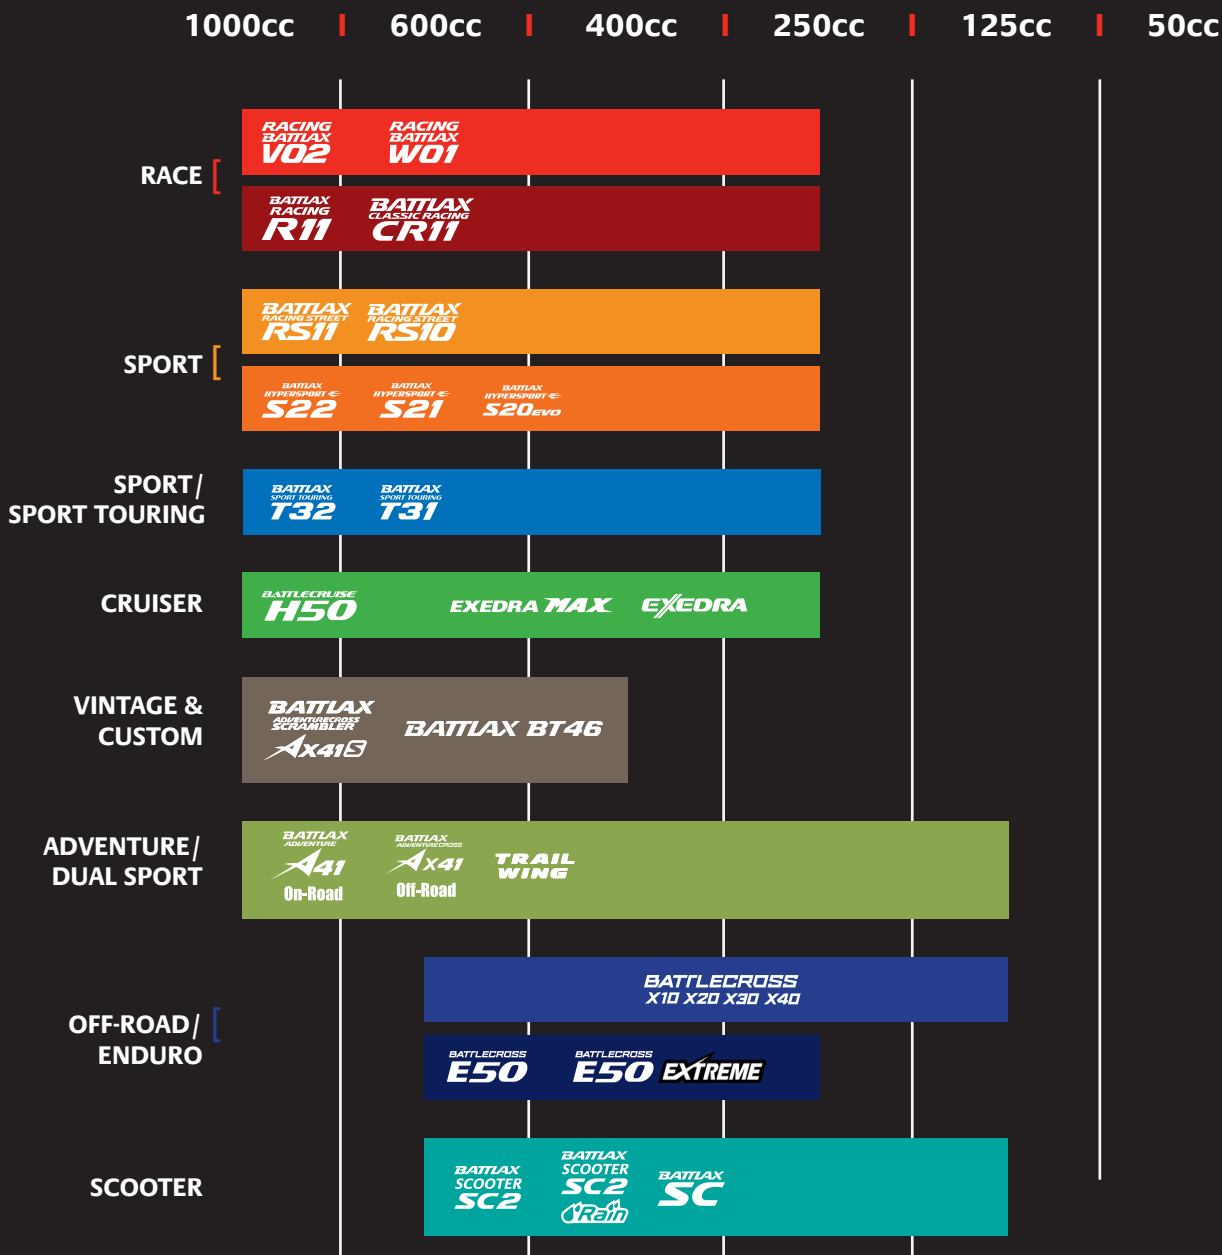 1000cc | 600cc | 400cc | 250cc | 125cc | 50cc
RACE
RACING
BATTLAX
V02
RACING
BATTLAX
W01
BATTLAX
RACING
R11
BATTLAX
CLASSIC RACING
CR11
SPORT
BATTLAX
RACING STREET
RS11
BATTLAX
RACING STREET
RS10
BATTLAX
HYPERSPORT
S22
BATTLAX
HYPERSPORT
S21
BATTLAX
HYPERSPORT
S20EVO
SPORT/
SPORT TOURING
BATTLAX
SPORT TOURING
T32
BATTLAX
SPORT TOURING
T31
CRUISER
BATTLECRUISE
H50
EXEDRA MAX
EXEDRA
VINTAGE &
CUSTOM
BATTLAX
ADVENTURECROSS
SCRAMBLER
AX41S
BATTLAX BT46
ADVENTURE/
DUAL SPORT
BATTLAX
ADVENTURE
A41
On-Road
BATTLAX
ADVENTURECROSS
AX41
Off-Road
TRAIL
WING
OFF-ROAD/
ENDURO
BATTLECROSS
X10 X20 X30 X40
BATTLECROSS
E50
BATTLECROSS
E50 EXTREME
SCOOTER
BATTLAX
SCOOTER
SC2
BATTLAX
SCOOTER
SC2
Rain
BATTLAX
SC